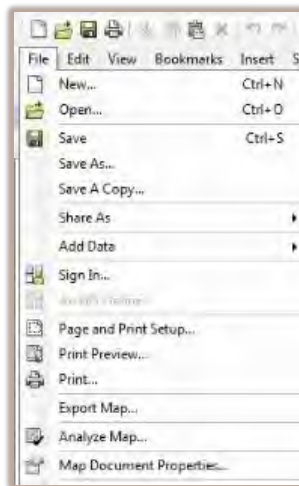 File Edit View Bookmarks Insert S
New... Ctrl+N
Open... Ctrl+O
Save Ctrl+S
Save As...
Save A Copy...
Share As
Add Data
Sign In...
Page and Print Setup...
Print Preview...
Print...
Export Map...
Analyze Map...
Map Document Properties...